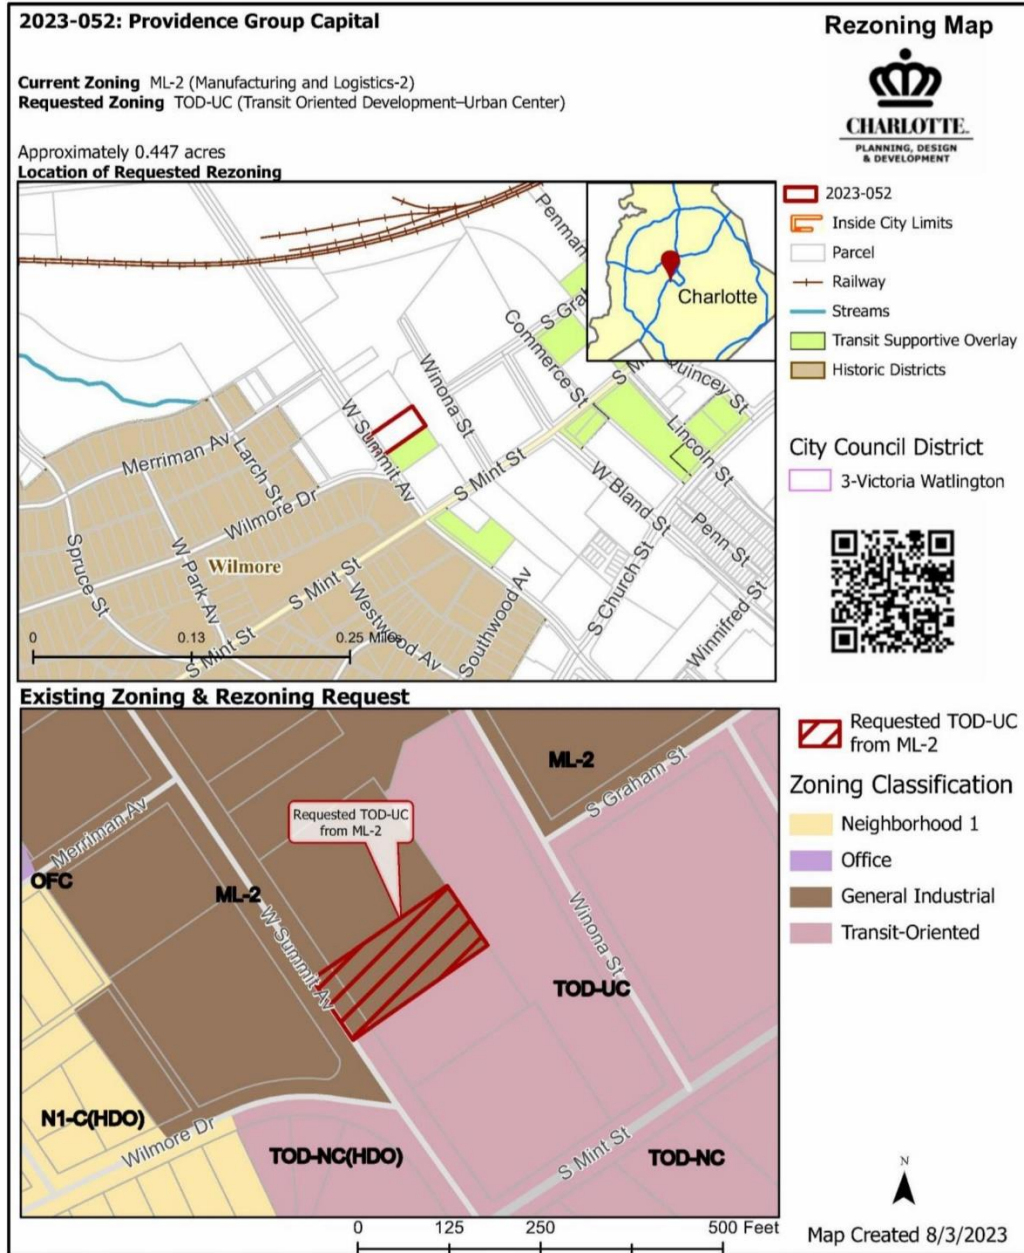 2023-052: Providence Group Capital
Rezoning Map
Current Zoning ML-2 (Manufacturing and Logistics-2)
Requested Zoning TOD-UC (Transit Oriented Development–Urban Center)
CHARLOTTE.
PLANNING, DESIGN
& DEVELOPMENT
Approximately 0.447 acres
Location of Requested Rezoning
Penman
S Gra
Charlotte
Commerce St
S Mi
Quincey St
Winona St
W Summit Av
Lincoln St
Merriman Av
Larch St
S Mint St
W Bland St
Wilmore Dr
Penn St
Spruce St
W Park Av
Wilmore
S Mint St
Westwood Av
Southwood Av
S Church St
Winnifred St
S Mint St
0 0.13 0.25 Miles
2023-052
Inside City Limits
Parcel
Railway
Streams
Transit Supportive Overlay
Historic Districts
City Council District
3-Victoria Watlington
Existing Zoning & Rezoning Request
ML-2
S Graham St
Requested TOD-UC
from ML-2
Merriman Av
OFC
ML-2
W Summit Av
Winona St
TOD-UC
N1-C(HDO)
Wilmore Dr
TOD-NC(HDO)
S Mint St
TOD-NC
Requested TOD-UC
from ML-2
Zoning Classification
Neighborhood 1
Office
General Industrial
Transit-Oriented
N
0 125 250 500 Feet
Map Created 8/3/2023